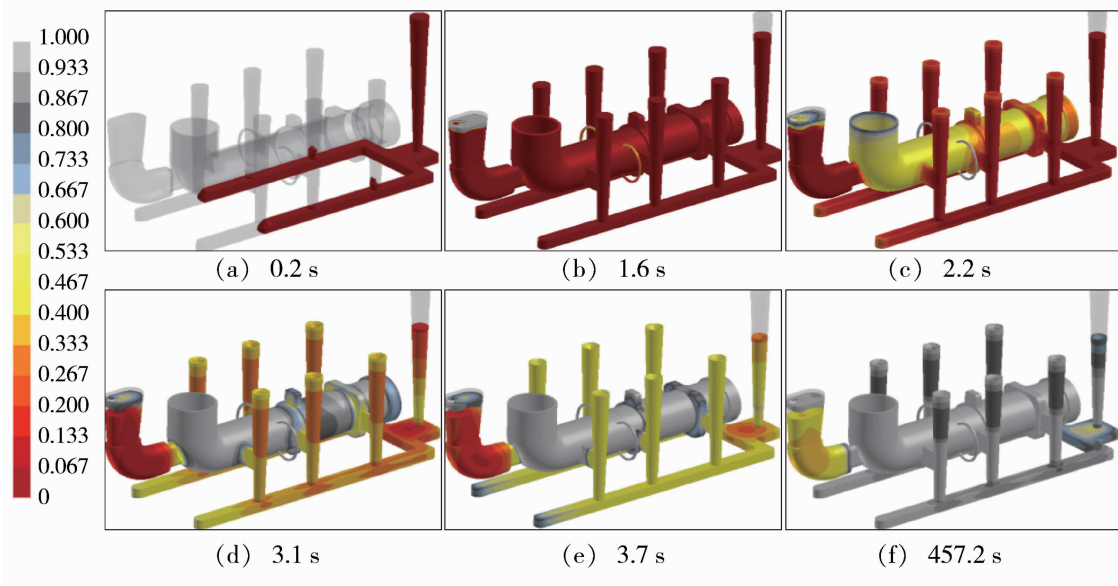 1.000
0.933
0.867
0.800
0.733
0.667
0.600
0.533
0.467
0.400
0.333
0.267
0.200
0.133
0.067
0
(a) 0.2 s
(b) 1.6 s
(c) 2.2 s
(d) 3.1 s
(e) 3.7 s
(f) 457.2 s